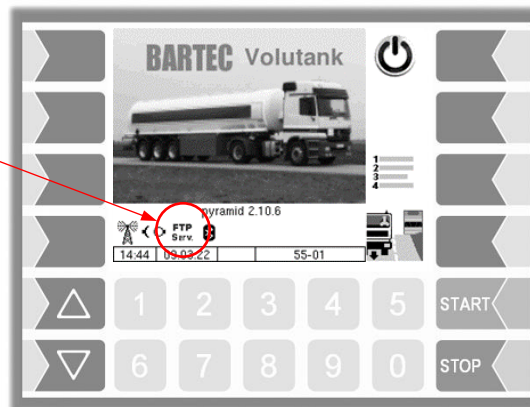 BARTEC Volutank
1
2
3
4
pyramid 2.10.6
FTP
Serv.
14:44 09.03.22 55-01
1 2 3 4 5 START
6 7 8 9 0 STOP